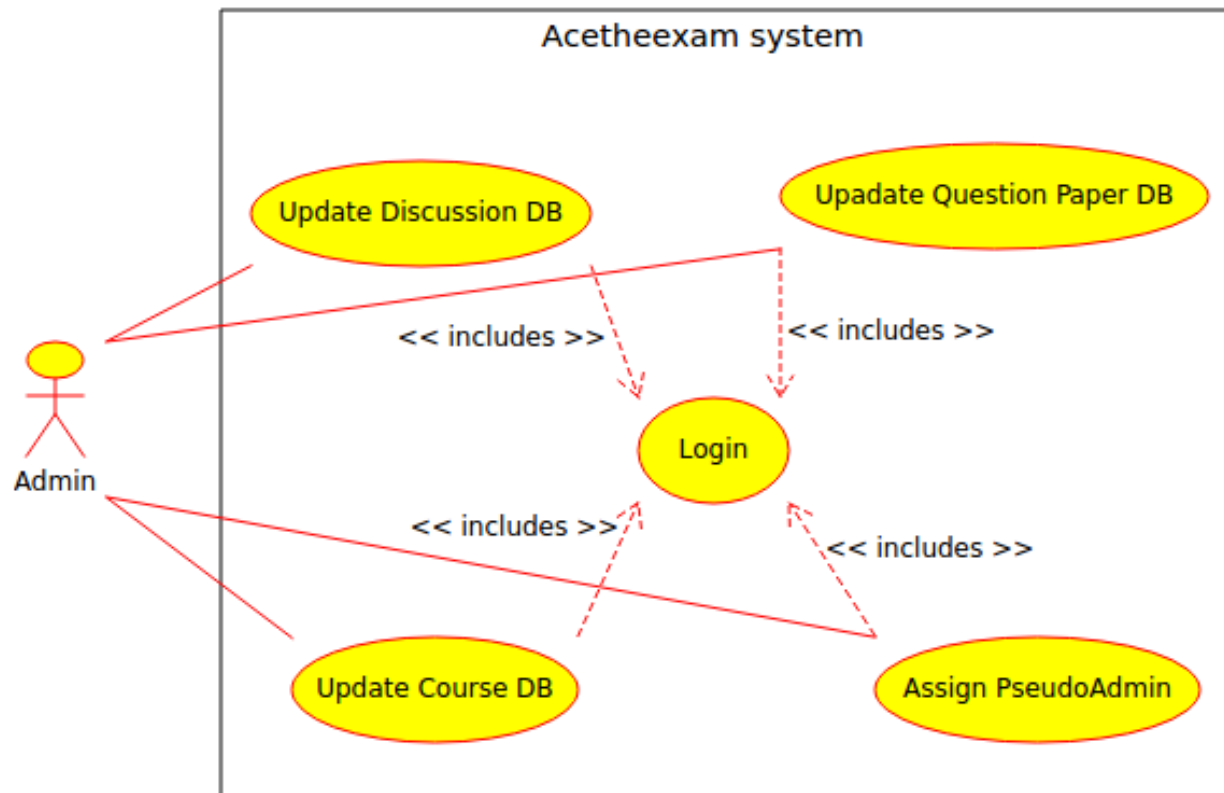 Acetheexam system
Update Discussion DB
Upadate Question Paper DB
<< includes >>
<< includes >>
Admin
Login
<< includes >>
<< includes >>
Update Course DB
Assign PseudoAdmin